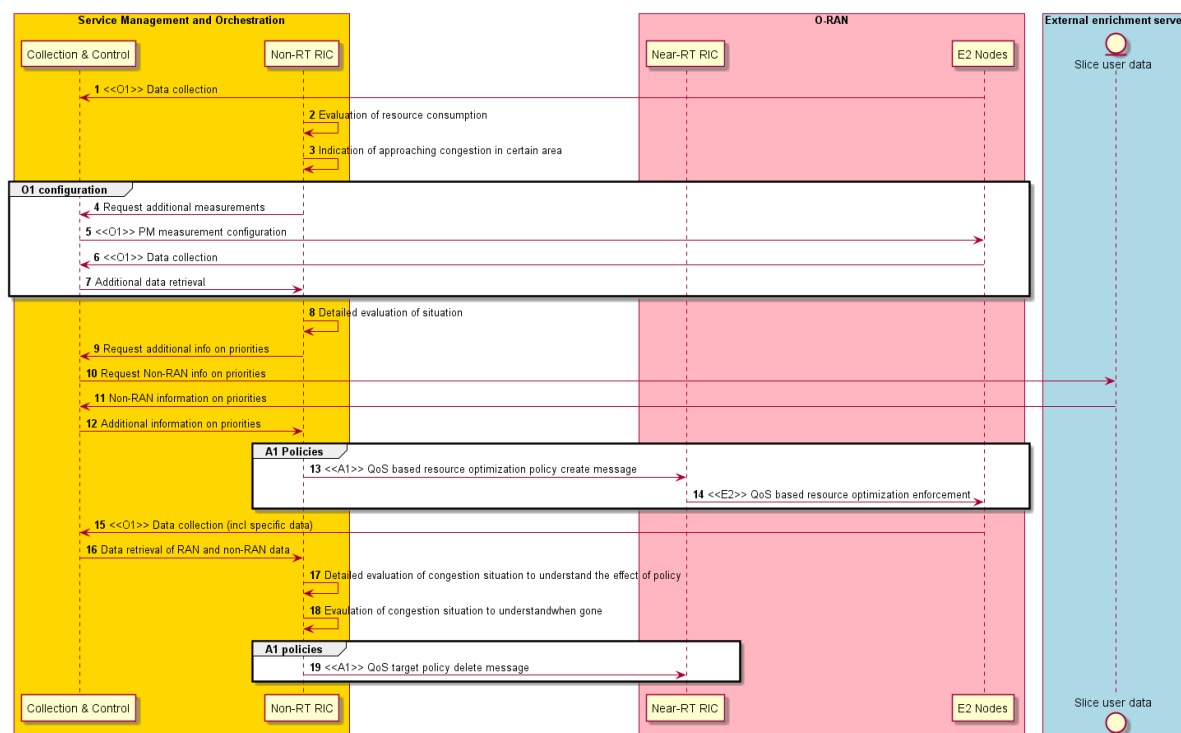 Service Management and Orchestration
O-RAN
External enrichment serve
Collection & Control
Non-RT RIC
Near-RT RIC
E2 Nodes
Slice user data
1 <<O1>> Data collection
2 Evaluation of resource consumption
3 Indication of approaching congestion in certain area
O1 configuration
4 Request additional measurements
5 <<O1>> PM measurement configuration
6 <<O1>> Data collection
7 Additional data retrieval
8 Detailed evaluation of situation
9 Request additional info on priorities
10 Request Non-RAN info on priorities
11 Non-RAN information on priorities
12 Additional information on priorities
A1 Policies
13 <<A1>> QoS based resource optimization policy create message
14 <<E2>> QoS based resource optimization enforcement
15 <<O1>> Data collection (incl specific data)
16 Data retrieval of RAN and non-RAN data
17 Detailed evaluation of congestion situation to understand the effect of policy
18 Evaulation of congestion situation to understandwhen gone
A1 policies
19 <<A1>> QoS target policy delete message
Collection & Control
Non-RT RIC
Near-RT RIC
E2 Nodes
Slice user data